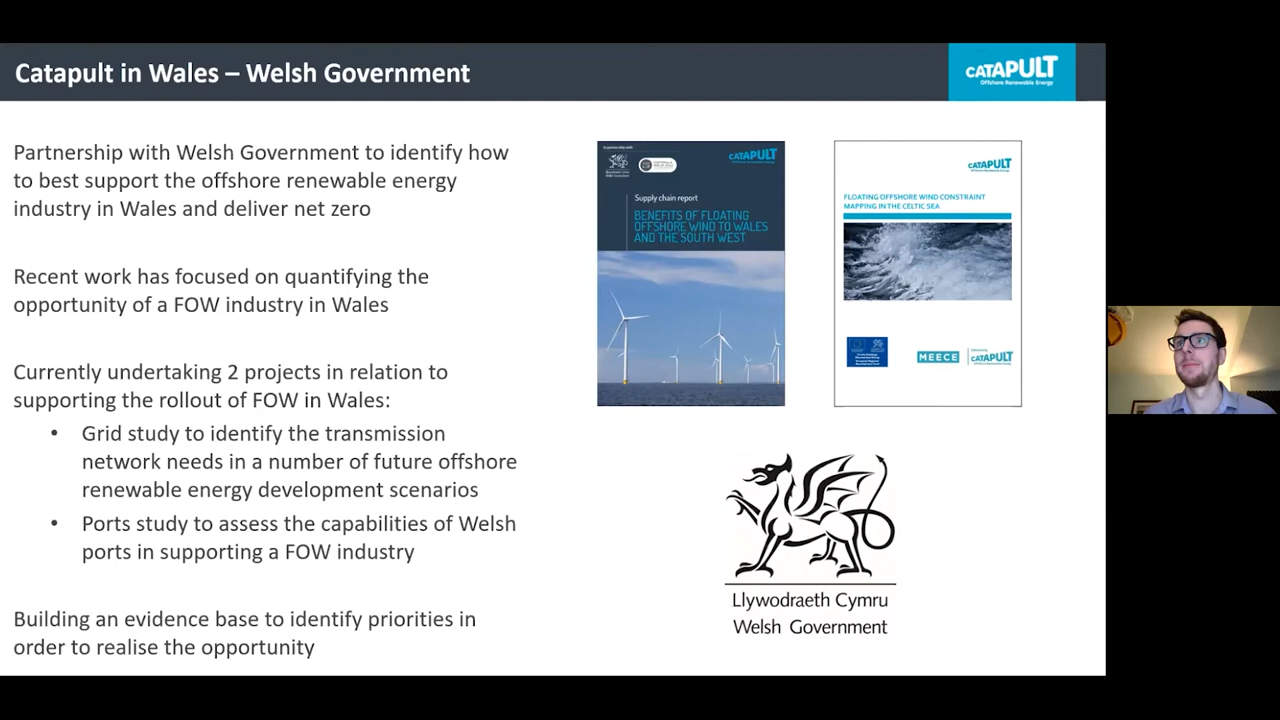 Catapult in Wales – Welsh Government
CATAPULT
Offshore Renewable Energy
Partnership with Welsh Government to identify how
to best support the offshore renewable energy
industry in Wales and deliver net zero
Recent work has focused on quantifying the
opportunity of a FOW industry in Wales
Currently undertaking 2 projects in relation to
supporting the rollout of FOW in Wales:
• Grid study to identify the transmission
network needs in a number of future offshore
renewable energy development scenarios
• Ports study to assess the capabilities of Welsh
ports in supporting a FOW industry
Building an evidence base to identify priorities in
order to realise the opportunity
In partnership with
CATAPULT
Supply chain report
BENEFITS OF FLOATING
OFFSHORE WIND TO WALES
AND THE SOUTH WEST
CATAPULT
FLOATING OFFSHORE WIND CONSTRAINT
MAPPING IN THE CELTIC SEA
MEECE
CATAPULT
Llywodraeth Cymru
Welsh Government